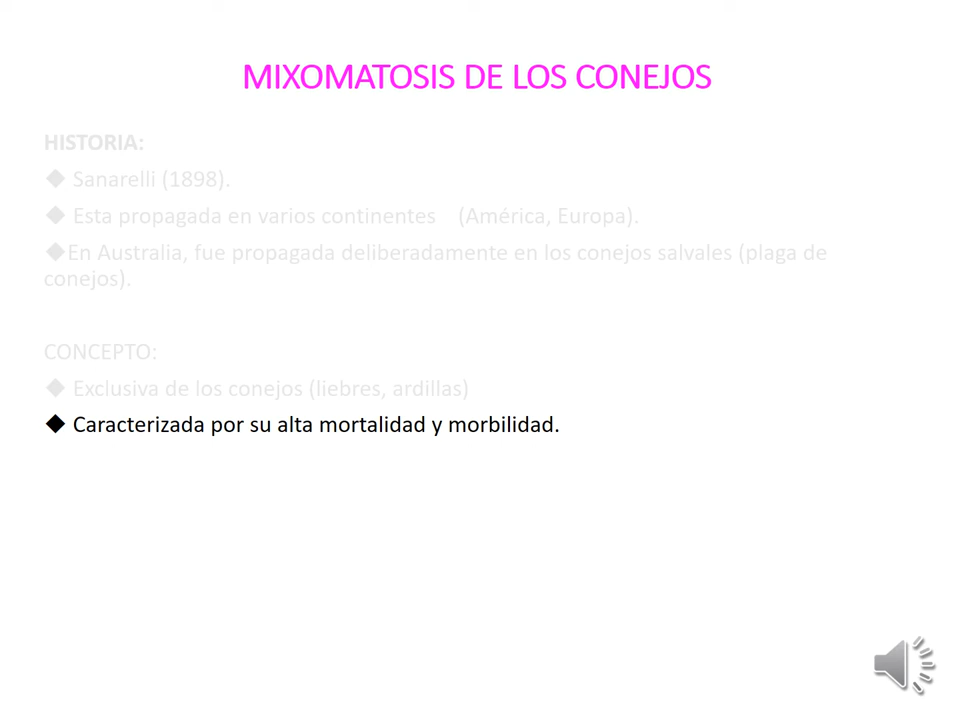 MIXOMATOSIS DE LOS CONEJOS
HISTORIA:
◆ Sanarelli (1898).
◆ Esta propagada en varios continentes (América, Europa).
◆En Australia, fue propagada deliberadamente en los conejos salvales (plaga de
conejos).
CONCEPTO:
◆ Exclusiva de los conejos (liebres, ardillas)
◆ Caracterizada por su alta mortalidad y morbilidad.